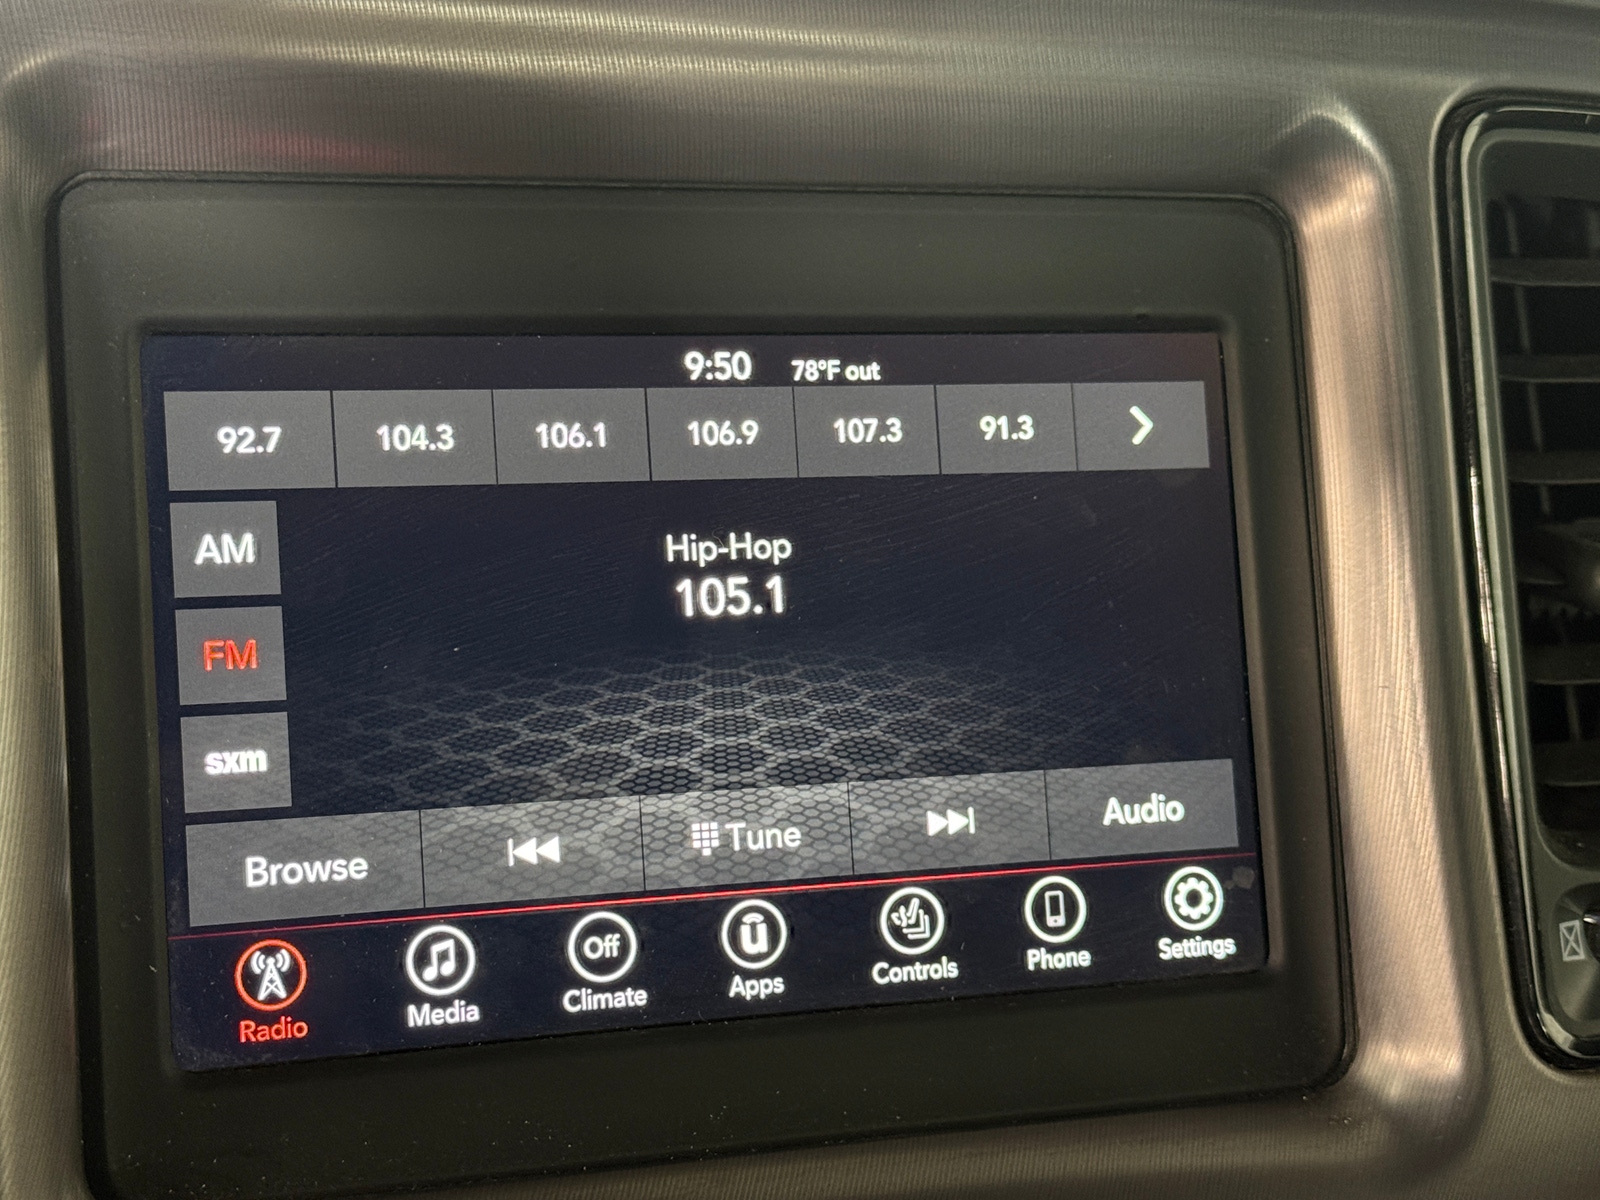 9:50 78°F out
92.7 104.3 106.1 106.9 107.3 91.3
AM
Hip-Hop
105.1
FM
sxm
Browse Tune Audio
Off
Radio Media Climate Apps Controls Phone Settings